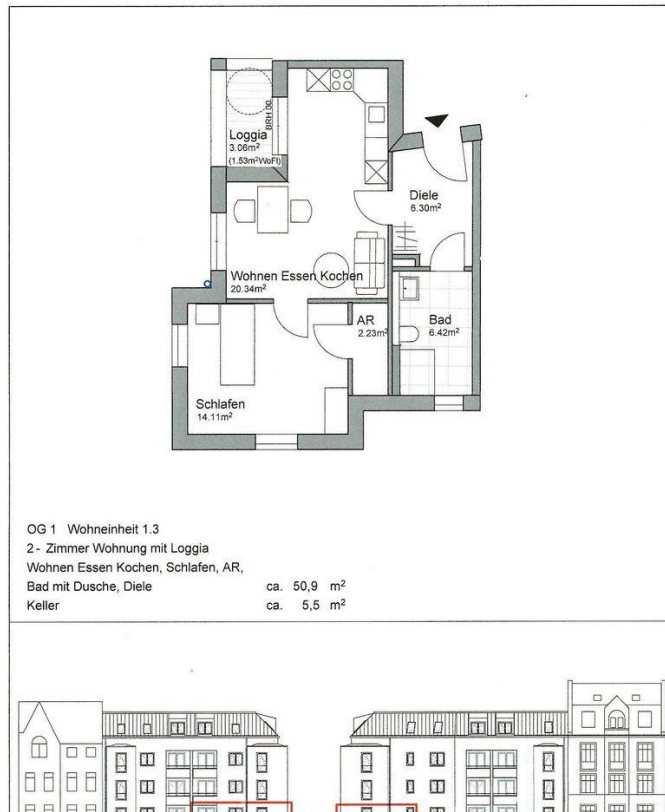 BRH 00
Loggia
3.06m²
(1.53m²WoFl)
Diele
6.30m²
Wohnen Essen Kochen
20.34m²
AR
2.23m²
Bad
6.42m²
Schlafen
14.11m²
OG 1 Wohneinheit 1.3
2 - Zimmer Wohnung mit Loggia
Wohnen Essen Kochen, Schlafen, AR,
Bad mit Dusche, Diele ca. 50,9 m²
Keller ca. 5,5 m²